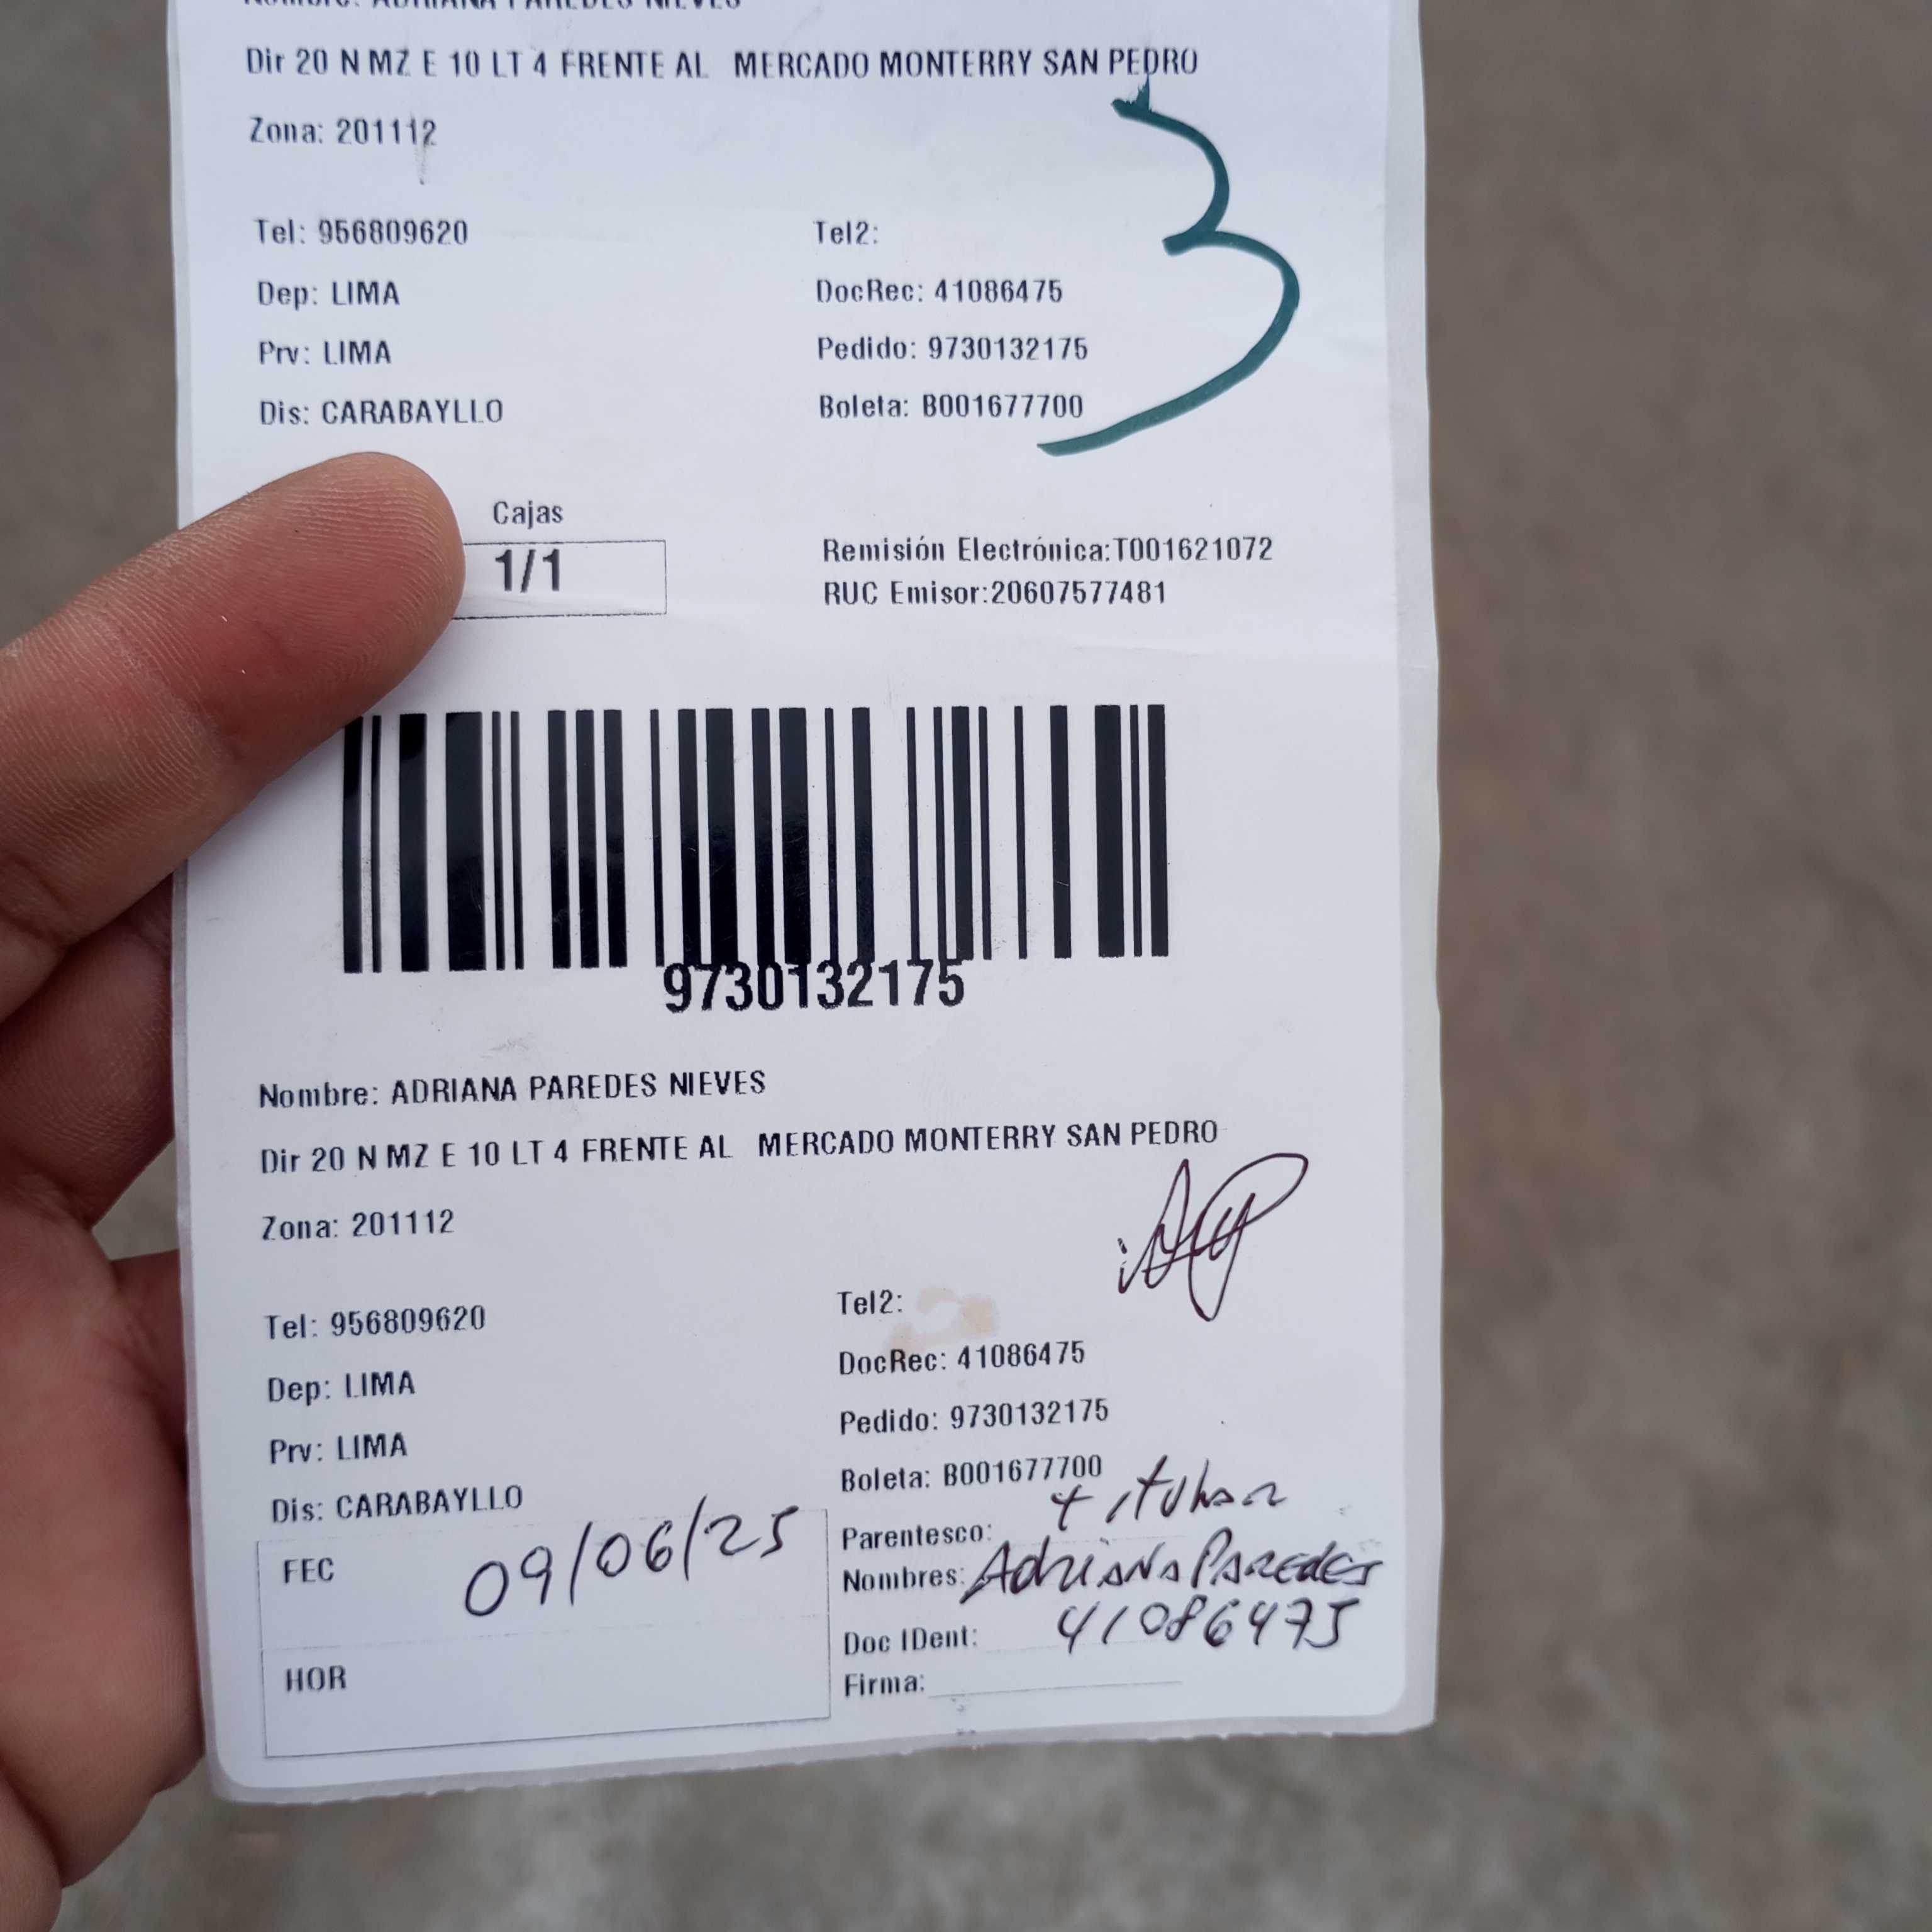 Nombre: ADRIANA PAREDES NIEVES
Dir 20 N MZ E 10 LT 4 FRENTE AL MERCADO MONTERRY SAN PEDRO
Zona: 201112
3
Tel: 956809620
Tel2:
Dep: LIMA
DocRec: 41086475
Prv: LIMA
Pedido: 9730132175
Dis: CARABAYLLO
Boleta: B001677700
Cajas
1/1
Remisión Electrónica:T001621072
RUC Emisor:20607577481
9730132175
Nombre: ADRIANA PAREDES NIEVES
Dir 20 N MZ E 10 LT 4 FRENTE AL MERCADO MONTERRY SAN PEDRO
Zona: 201112
Tel: 956809620
Tel2:
Dep: LIMA
DocRec: 41086475
Prv: LIMA
Pedido: 9730132175
Dis: CARABAYLLO
Boleta: B001677700
FEC 09/06/25
HOR
Parentesco: titular
Nombres: Adriana Paredes
Doc IDent: 41086475
Firma: